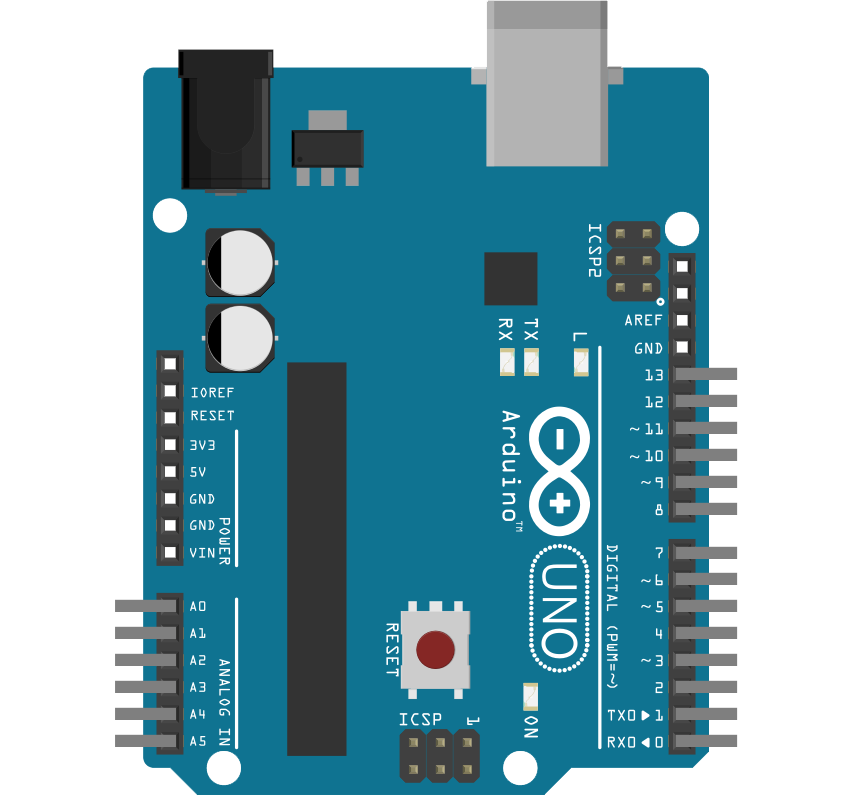 ICSP2
AREF
GND
13
12
~11
~10
~9
8
RX
TX
L
IOREF
RESET
3V3
5V
GND
GND
VIN
POWER
Arduino™
UNO
7
~6
~5
4
~3
2
TX0▶1
RX0◀0
DIGITAL (PWM=~)
A0
A1
A2
A3
A4
A5
ANALOG IN
RESET
ICSP
1
ON